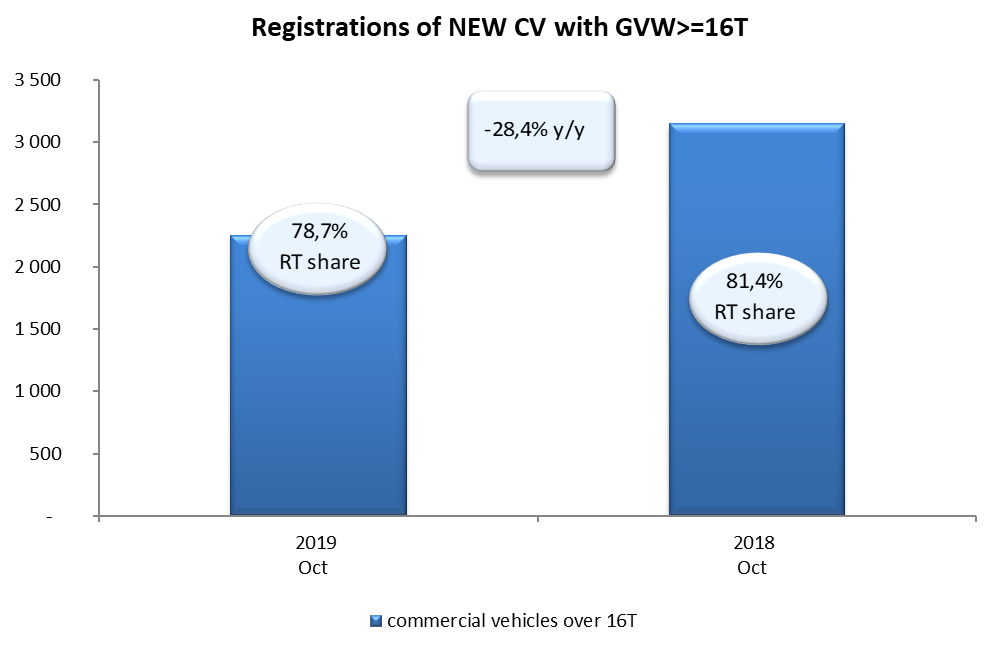 Registrations of NEW CV with GVW>=16T
3 500
3 000
2 500
2 000
1 500
1 000
500
-
-28,4% y/y
78,7%
RT share
81,4%
RT share
2019
Oct
2018
Oct
commercial vehicles over 16T